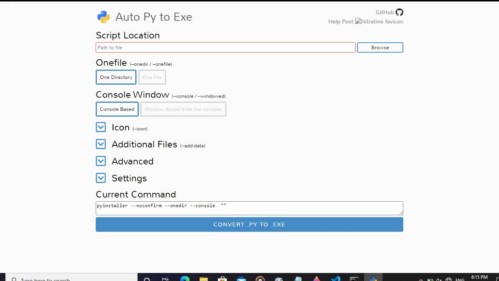 Auto Py to Exe
GitHub
Help Post
Script Location
Path to file
Browse
Onefile (--onedir / --onefile)
One Directory
One File
Console Window (--console / --windowed)
Console Based
Window Based (hide the console)
Icon (--icon)
Additional Files (--add-data)
Advanced
Settings
Current Command
pyinstaller --noconfirm --onedir --console ""
CONVERT .PY TO .EXE
Type here to search
8:15 PM